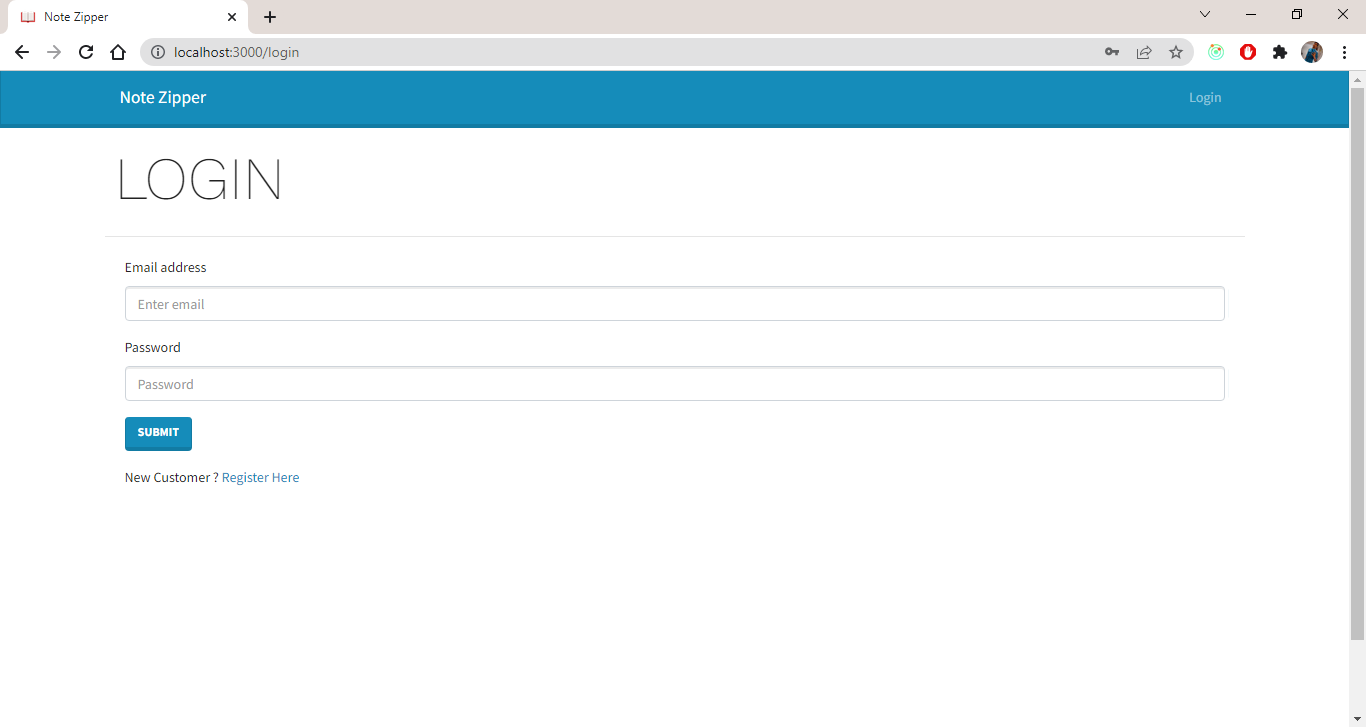 Note Zipper
localhost:3000/login
Note Zipper
Login
LOGIN
Email address
Enter email
Password
Password
SUBMIT
New Customer ? Register Here